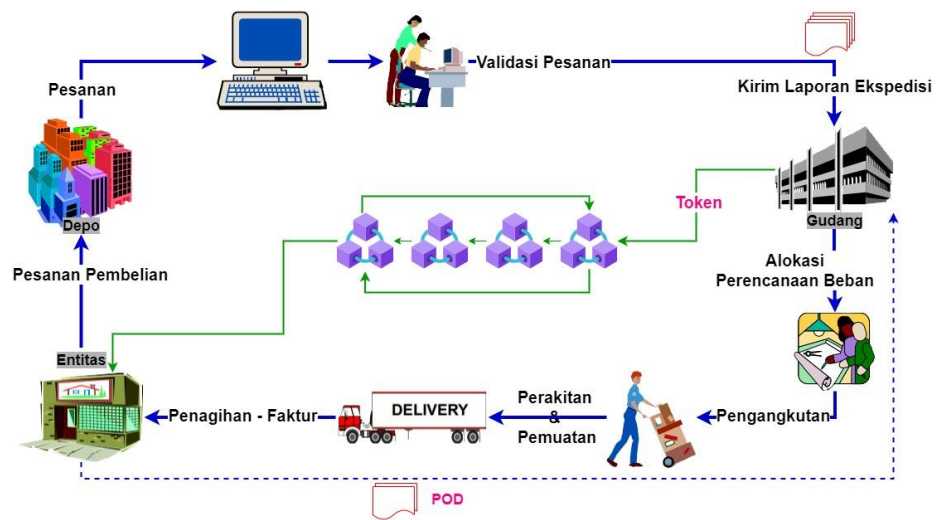 Validasi Pesanan
Kirim Laporan Ekspedisi
Pesanan
Token
Depo
Gudang
Pesanan Pembelian
Alokasi
Perencanaan Beban
Entitas
Penagihan - Faktur
DELIVERY
Perakitan
&
Pemuatan
Pengangkutan
POD